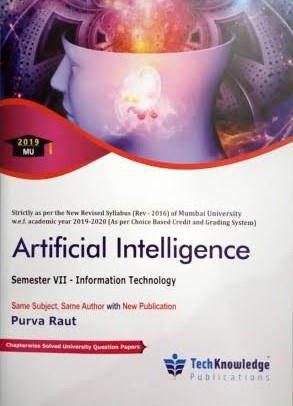 2019
MU
Strictly as per the New Revised Syllabus (Rev - 2016) of Mumbai University
w.e.f. academic year 2019-2020 (As per Choice Based Credit and Grading System)
Artificial Intelligence
Semester VII - Information Technology
Same Subject, Same Author with New Publication
Purva Raut
Chapterwise Solved University Question Papers
TechKnowledge
Publications